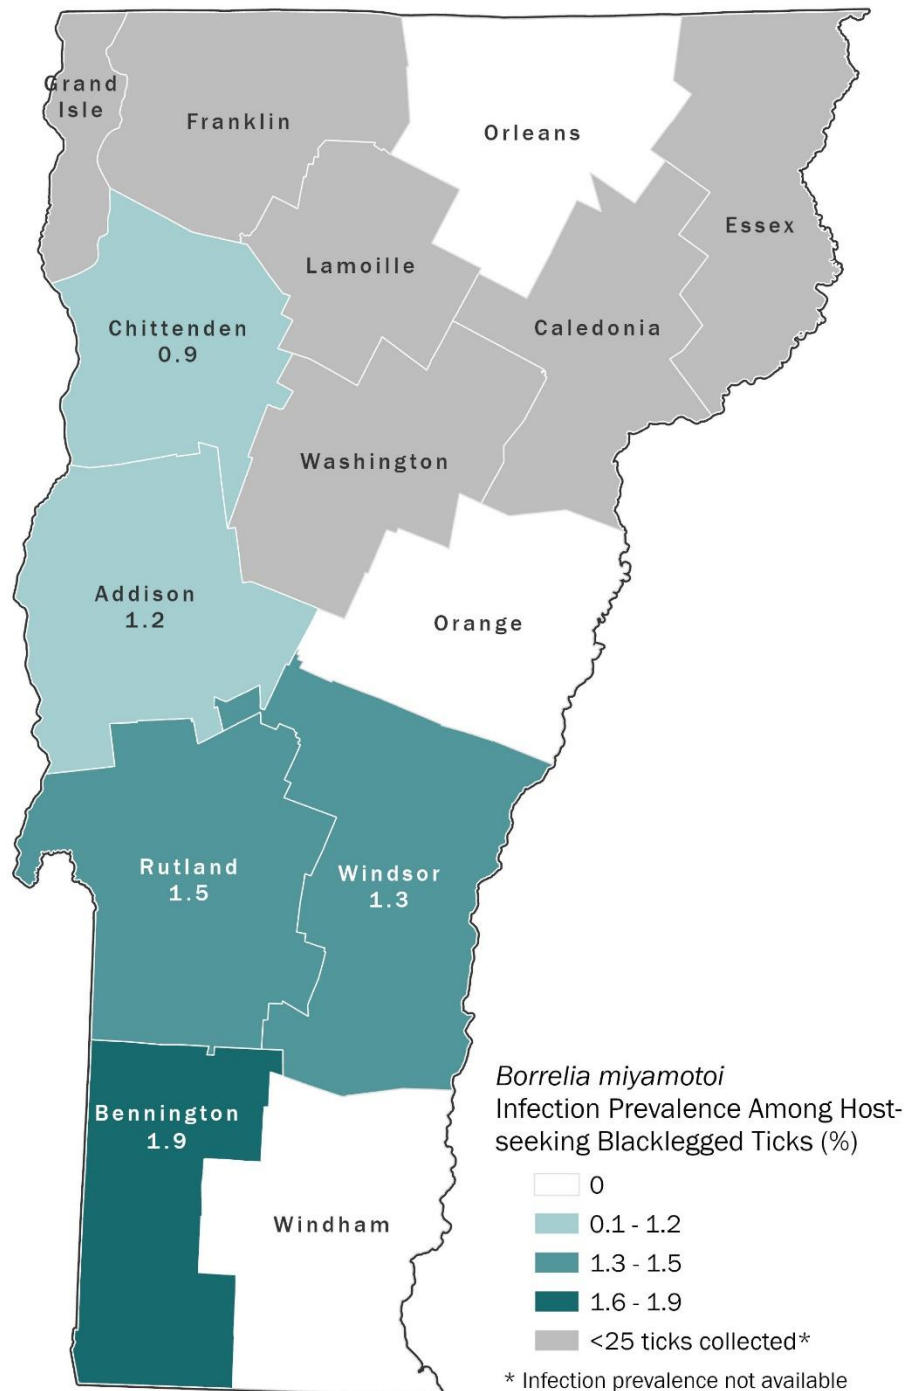 Grand
Isle
Franklin
Orleans
Essex
Lamoille
Chittenden
0.9
Caledonia
Washington
Addison
1.2
Orange
Rutland
1.5
Windsor
1.3
Bennington
1.9
Windham
Borrelia miyamotoi
Infection Prevalence Among Host-
seeking Blacklegged Ticks (%)
0
0.1 - 1.2
1.3 - 1.5
1.6 - 1.9
<25 ticks collected*
* Infection prevalence not available